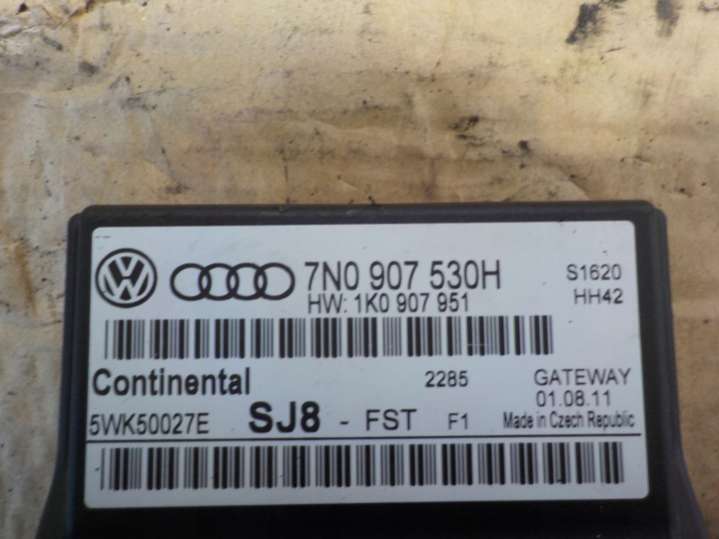 7N0 907 530H S1620
HW: 1K0 907 951 HH42
Continental 2285 GATEWAY
01.08.11
5WK50027E SJ8 - FST F1 Made in Czech Republic